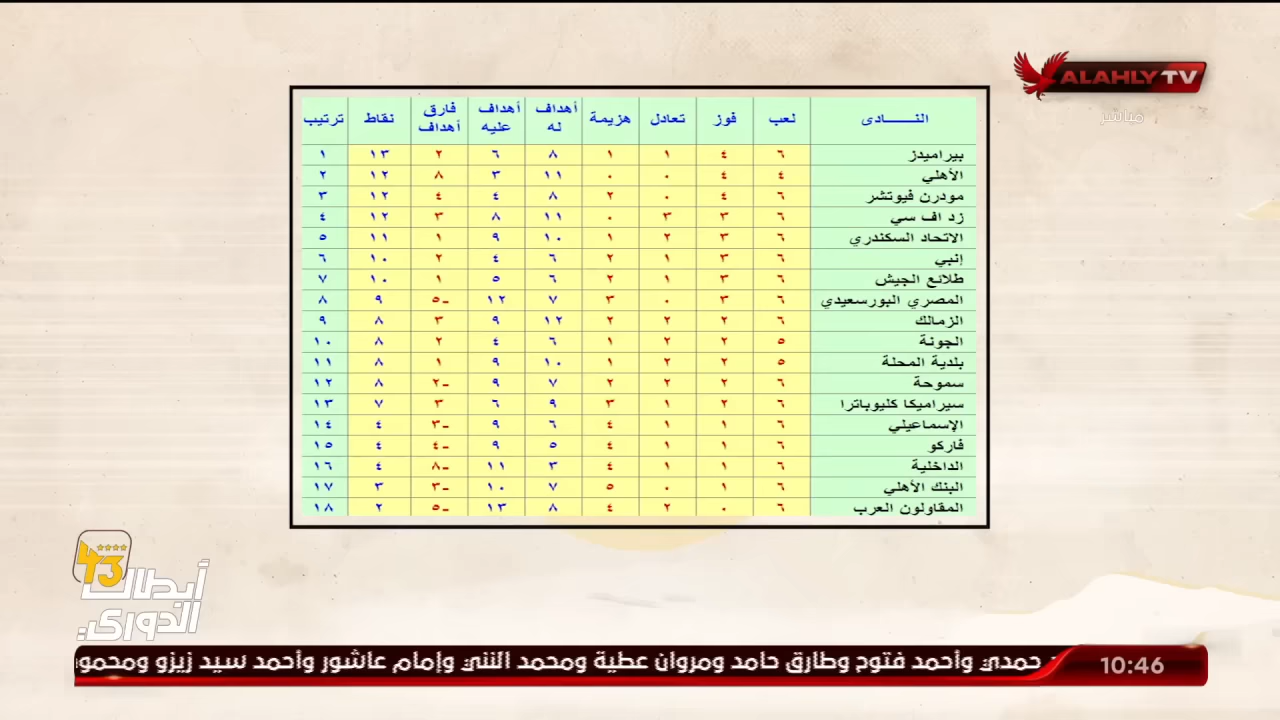 ALAHLY TV
مباشر
النـــــادى لعب فوز تعادل هزيمة أهداف له أهداف عليه فارق أهداف نقاط ترتيب
بيراميدز ٦ ٤ ١ ١ ٨ ٦ ٢ ١٣ ١
الأهلي ٤ ٤ ٠ ٠ ١١ ٣ ٨ ١٢ ٢
مودرن فيوتشر ٦ ٤ ٠ ٢ ٨ ٤ ٤ ١٢ ٣
زد اف سي ٦ ٣ ٣ ٠ ١١ ٨ ٣ ١٢ ٤
الاتحاد السكندري ٦ ٣ ٢ ١ ١٠ ٩ ١ ١١ ٥
إنبي ٦ ٣ ١ ٢ ٦ ٤ ٢ ١٠ ٦
طلائع الجيش ٦ ٣ ١ ٢ ٦ ٥ ١ ١٠ ٧
المصري البورسعيدي ٦ ٣ ٠ ٣ ٧ ١٢ -٥ ٩ ٨
الزمالك ٦ ٢ ٢ ٢ ١٢ ٩ ٣ ٨ ٩
الجونة ٥ ٢ ٢ ١ ٦ ٤ ٢ ٨ ١٠
بلدية المحلة ٥ ٢ ٢ ١ ١٠ ٩ ١ ٨ ١١
سموحة ٦ ٢ ٢ ٢ ٧ ٩ -٢ ٨ ١٢
سيراميكا كليوباترا ٦ ٢ ١ ٣ ٩ ٦ ٣ ٧ ١٣
الإسماعيلي ٦ ١ ١ ٤ ٦ ٩ -٣ ٤ ١٤
فاركو ٦ ١ ١ ٤ ٥ ٩ -٤ ٤ ١٥
الداخلية ٦ ١ ١ ٤ ٣ ١١ -٨ ٤ ١٦
البنك الأهلي ٦ ١ ٠ ٥ ٧ ١٠ -٣ ٣ ١٧
المقاولون العرب ٦ ٠ ٢ ٤ ٨ ١٣ -٥ ٢ ١٨
43
أبطال
الدوري
حمدي وأحمد فتوح وطارق حامد ومروان عطية ومحمد النني وإمام عاشور وأحمد سيد زيزو ومحمو
10:46